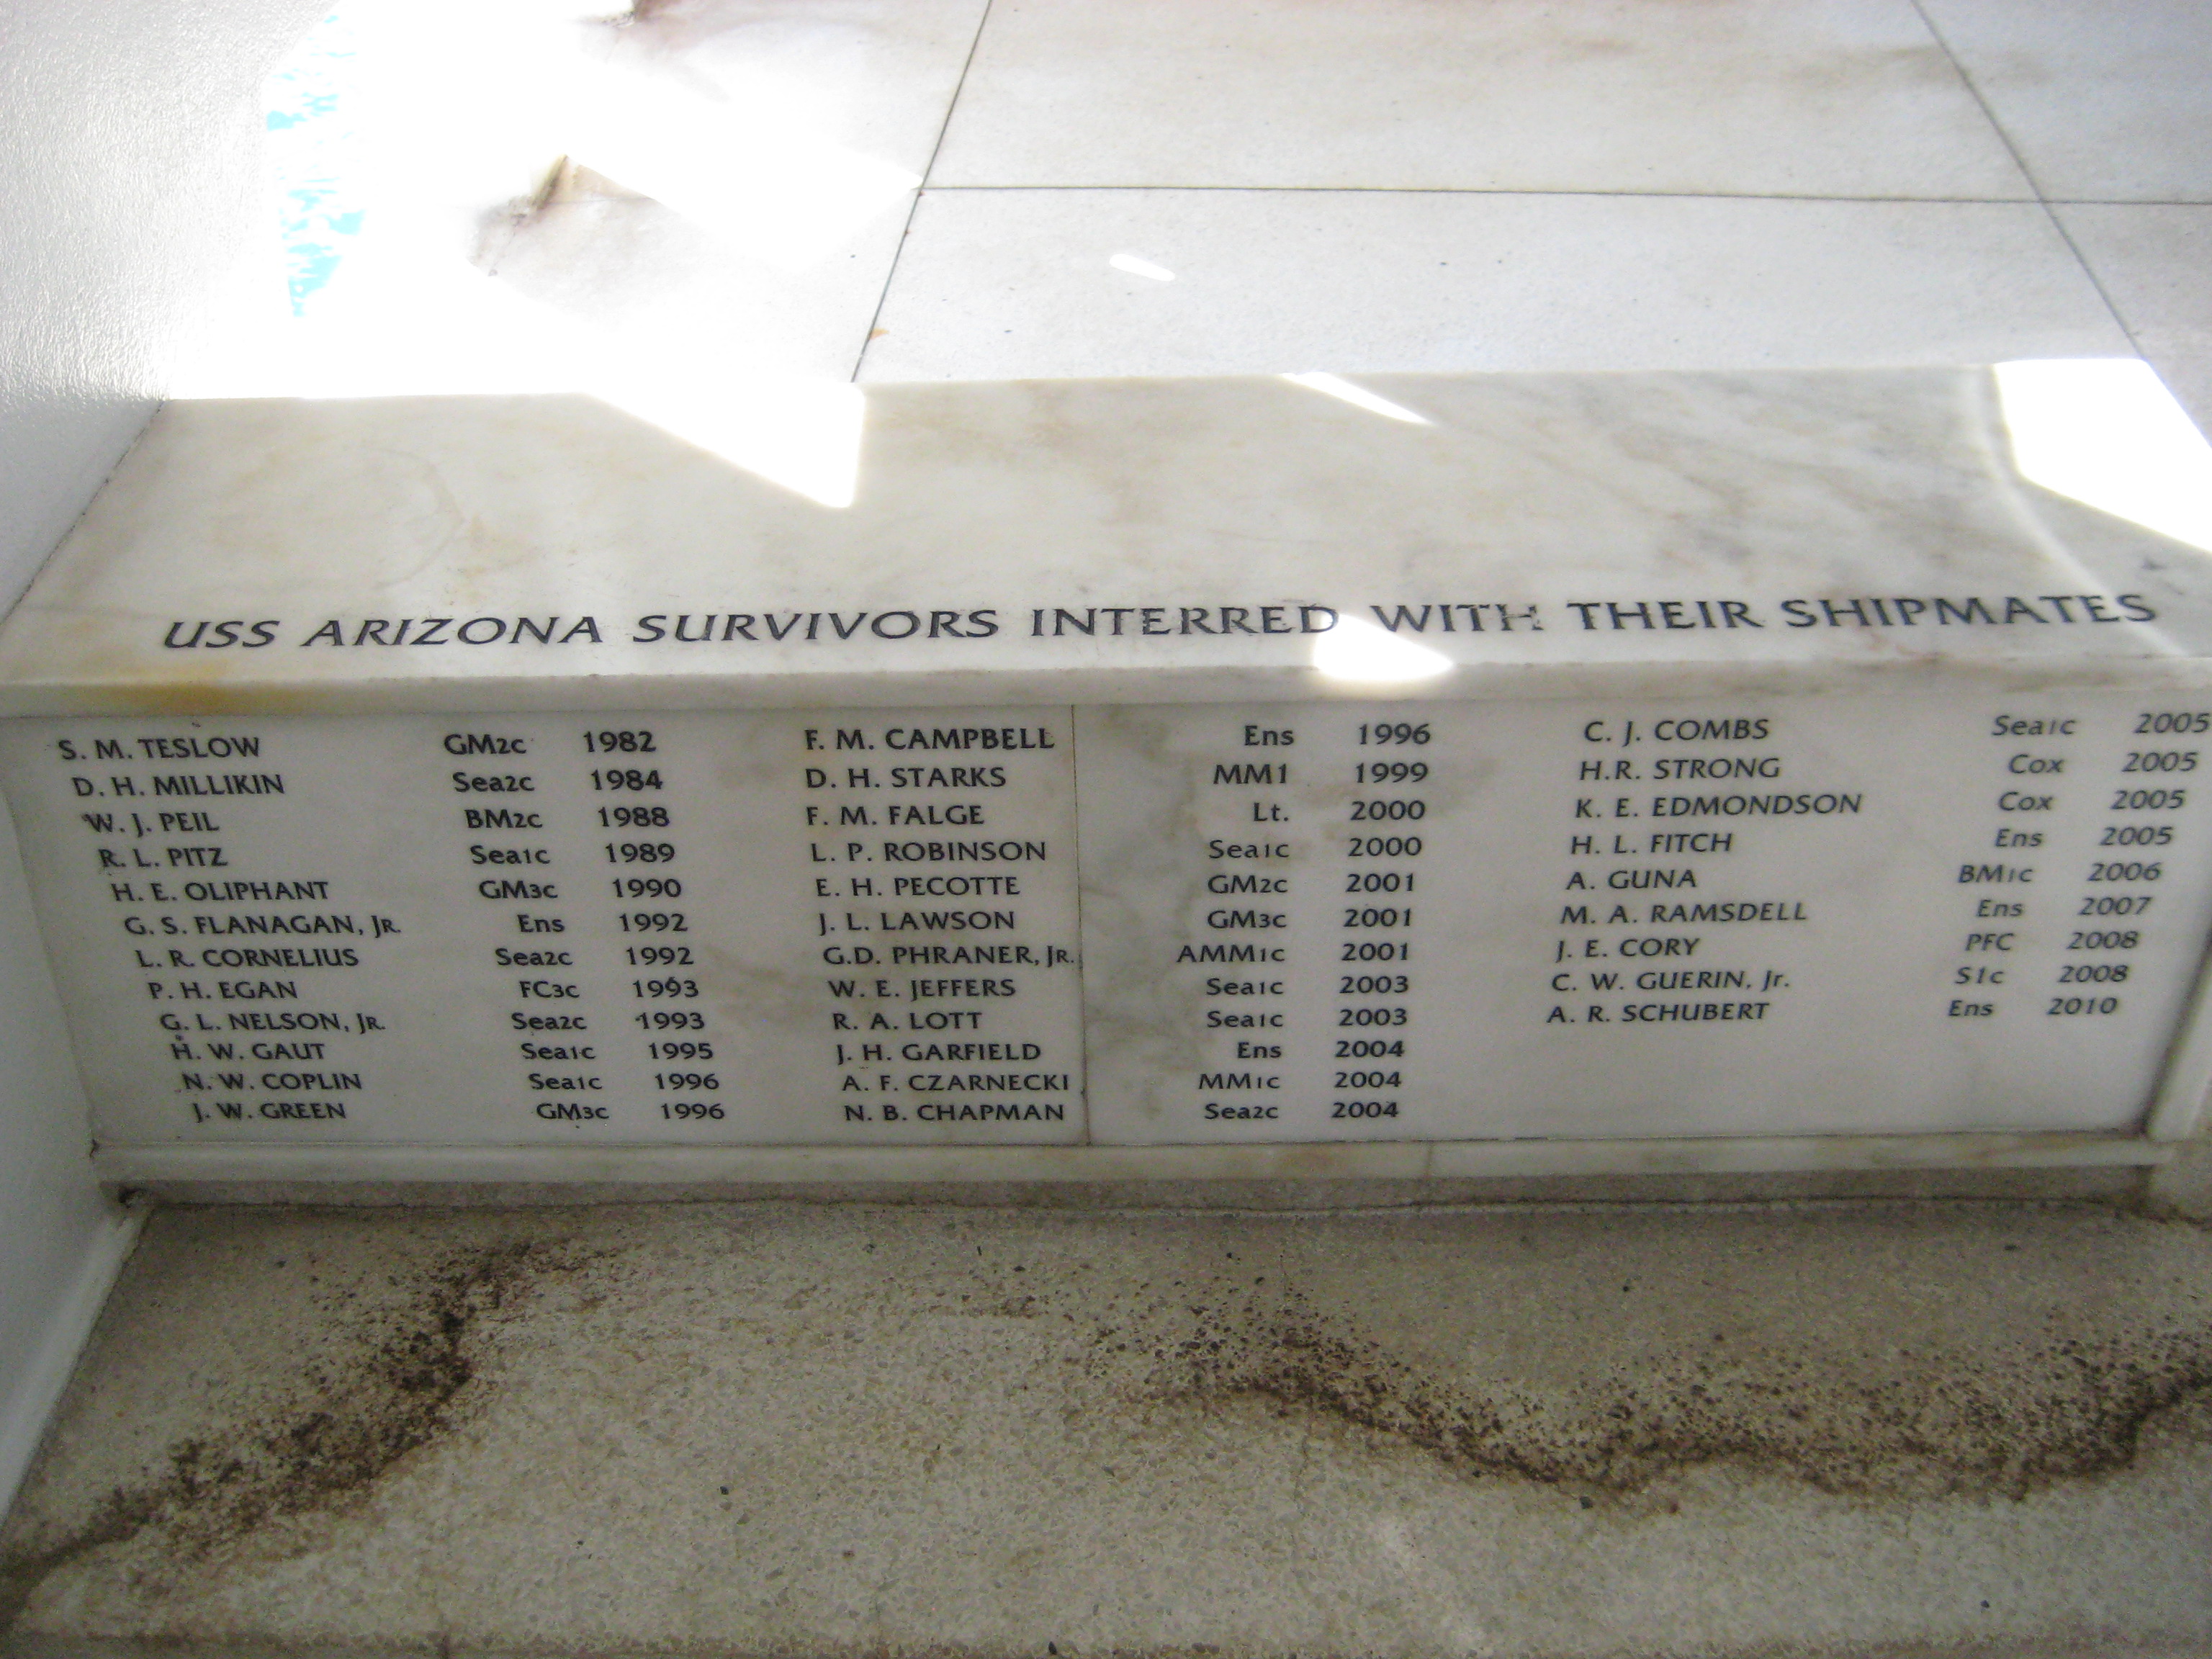 USS ARIZONA SURVIVORS INTERRED WITH THEIR SHIPMATES
S. M. TESLOW GM2c 1982
D. H. MILLIKIN Sea2c 1984
W. J. PEIL BM2c 1988
R. L. PITZ Sea1c 1989
H. E. OLIPHANT GM3c 1990
G. S. FLANAGAN, JR. Ens 1992
L. R. CORNELIUS Sea2c 1992
P. H. EGAN FC3c 1993
G. L. NELSON, JR. Sea2c 1993
H. W. GAUT Sea1c 1995
N. W. COPLIN Sea1c 1996
J. W. GREEN GM3c 1996
F. M. CAMPBELL Ens 1996
D. H. STARKS MM1 1999
F. M. FALGE Lt. 2000
L. P. ROBINSON Sea1c 2000
E. H. PECOTTE GM2c 2001
J. L. LAWSON GM3c 2001
G.D. PHRANER, JR. AMM1c 2001
W. E. JEFFERS Sea1c 2003
R. A. LOTT Sea1c 2003
J. H. GARFIELD Ens 2004
A. F. CZARNECKI MM1c 2004
N. B. CHAPMAN Sea2c 2004
C. J. COMBS Sea1c 2005
H.R. STRONG Cox 2005
K. E. EDMONDSON Cox 2005
H. L. FITCH Ens 2005
A. GUNA BM1c 2006
M. A. RAMSDELL Ens 2007
J. E. CORY PFC 2008
C. W. GUERIN, Jr. S1c 2008
A. R. SCHUBERT Ens 2010